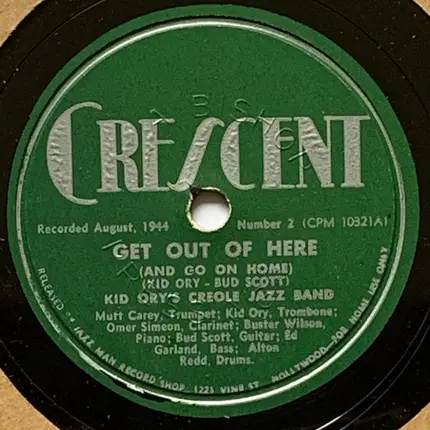 CRESCENT
Recorded August, 1944
Number 2 (CPM 10321A)
GET OUT OF HERE
(AND GO ON HOME)
(KID ORY - BUD SCOTT)
KID ORY'S CREOLE JAZZ BAND
Mutt Carey, Trumpet; Kid Ory, Trombone;
Omer Simeon, Clarinet; Buster Wilson,
Piano; Bud Scott, Guitar; Ed
Garland, Bass; Alton
Redd, Drums.
RELEASED BY JAZZ MAN RECORD SHOP 1221 VINE ST. HOLLYWOOD - FOR HOME USE ONLY